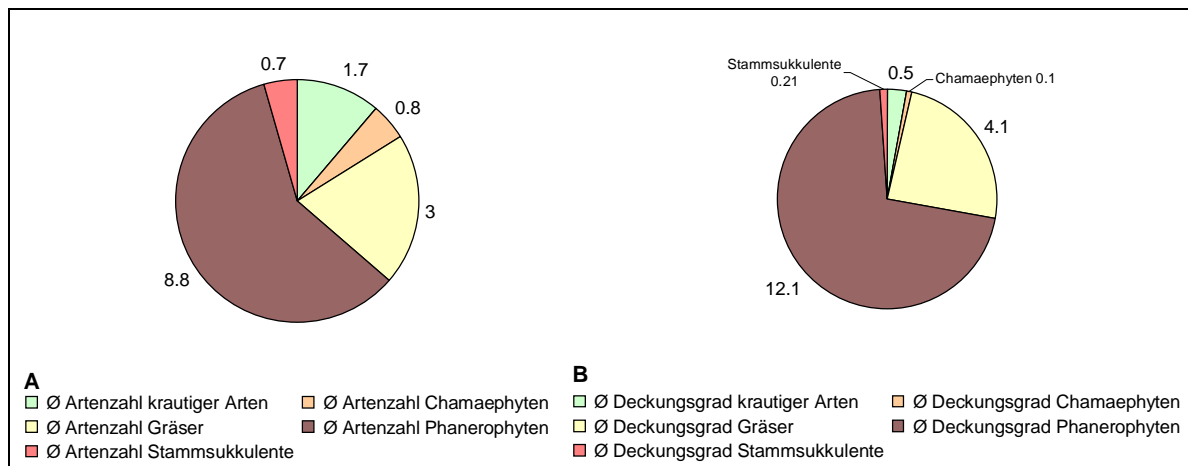 0.7
1.7
0.8
3
8.8
A
Ø Artenzahl krautiger Arten
Ø Artenzahl Chamaephyten
Ø Artenzahl Gräser
Ø Artenzahl Phanerophyten
Ø Artenzahl Stammsukkulente
Stammsukkulente
0.21
0.5
Chamaephyten 0.1
4.1
12.1
B
Ø Deckungsgrad krautiger Arten
Ø Deckungsgrad Chamaephyten
Ø Deckungsgrad Gräser
Ø Deckungsgrad Phanerophyten
Ø Deckungsgrad Stammsukkulente